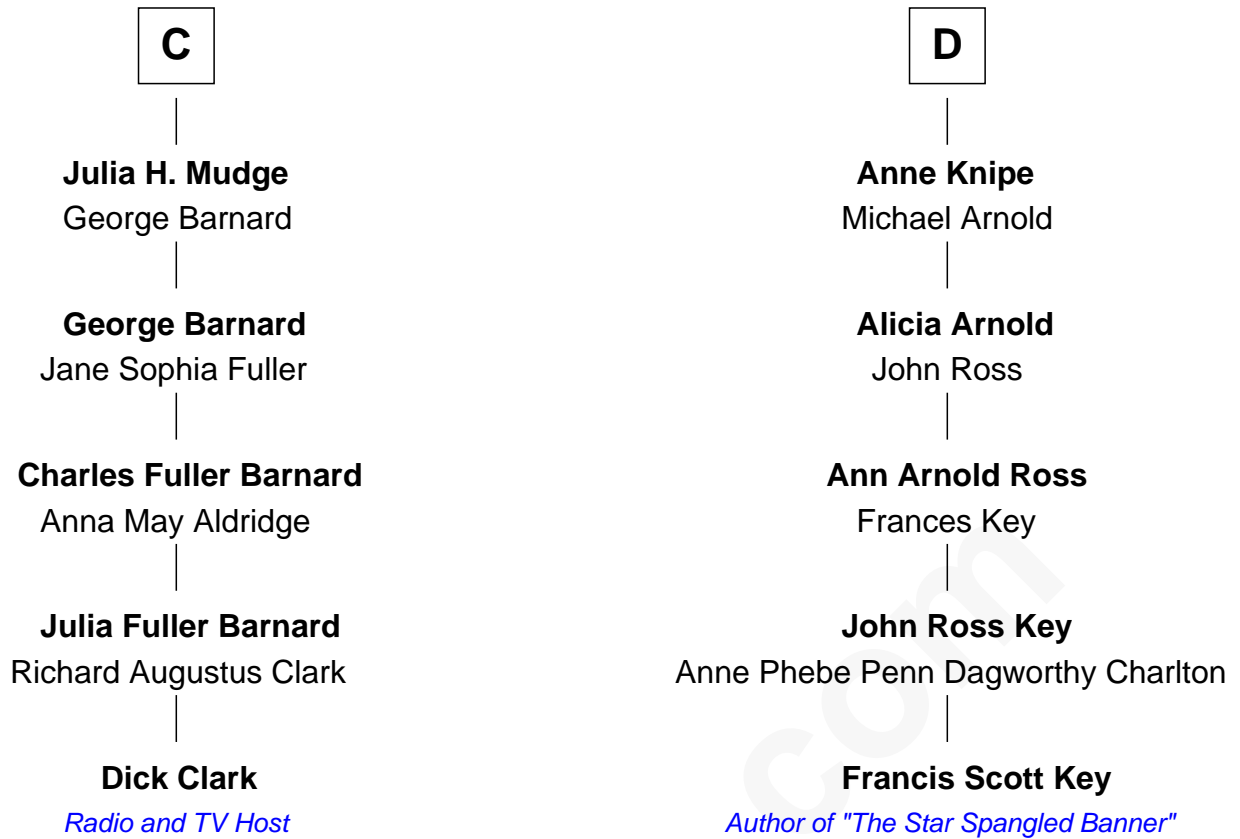 C
Julia H. Mudge
George Barnard
George Barnard
Jane Sophia Fuller
Charles Fuller Barnard
Anna May Aldridge
Julia Fuller Barnard
Richard Augustus Clark
Dick Clark
Radio and TV Host
D
Anne Knipe
Michael Arnold
Alicia Arnold
John Ross
Ann Arnold Ross
Frances Key
John Ross Key
Anne Phebe Penn Dagworthy Charlton
Francis Scott Key
Author of "The Star Spangled Banner"
com